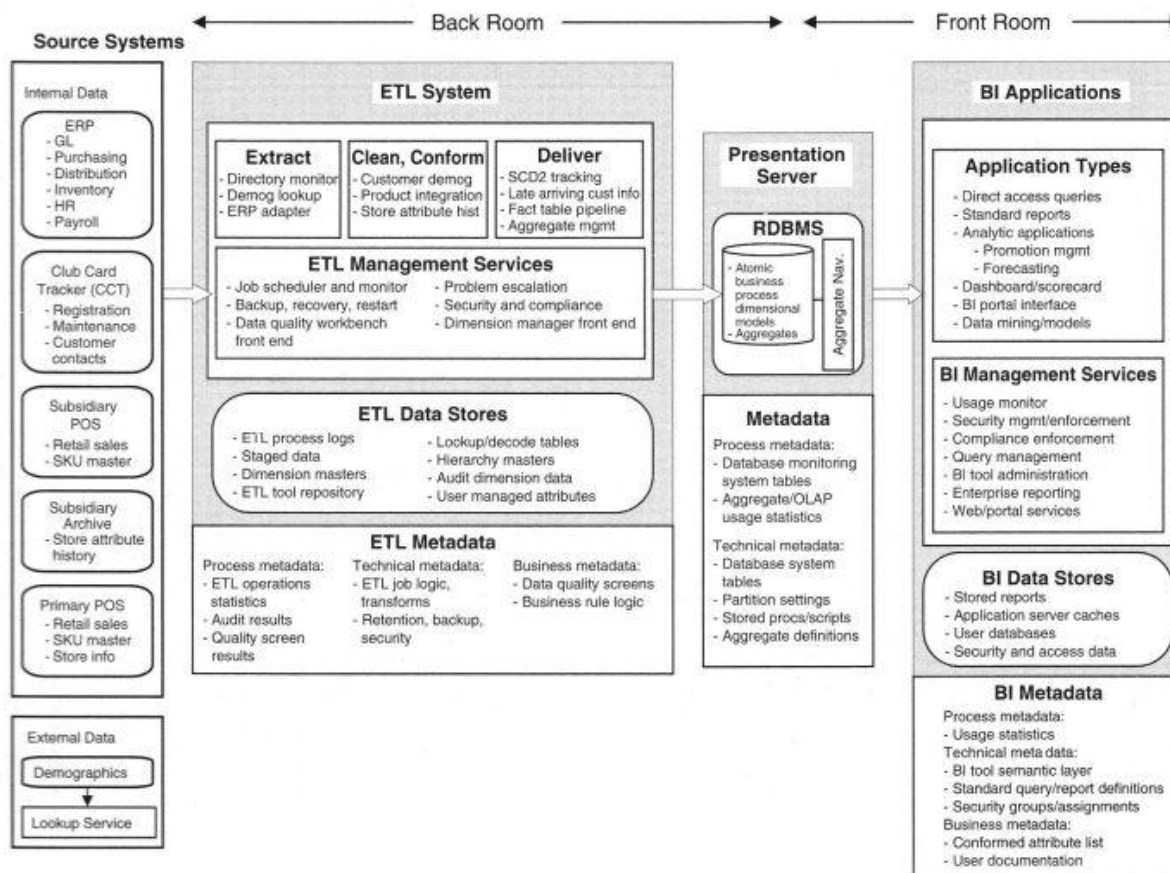 Back Room
Front Room
Source Systems
Internal Data
ERP
- GL
- Purchasing
- Distribution
- Inventory
- HR
- Payroll
Club Card
Tracker (CCT)
- Registration
- Maintenance
- Customer
contacts
Subsidiary
POS
- Retail sales
- SKU master
Subsidiary
Archive
- Store attribute
history
Primary POS
- Retail sales
- SKU master
- Store info
External Data
Demographics
Lookup Service
ETL System
Extract
- Directory monitor
- Demog lookup
- ERP adapter
Clean, Conform
- Customer demog
- Product integration
- Store attribute hist
Deliver
- SCD2 tracking
- Late arriving cust info
- Fact table pipeline
- Aggregate mgmt
ETL Management Services
- Job scheduler and monitor
- Backup, recovery, restart
- Data quality workbench
front end
- Problem escalation
- Security and compliance
- Dimension manager front end
ETL Data Stores
- ETL process logs
- Staged data
- Dimension masters
- ETL tool repository
- Lookup/decode tables
- Hierarchy masters
- Audit dimension data
- User managed attributes
ETL Metadata
Process metadata:
- ETL operations
statistics
- Audit results
- Quality screen
results
Technical metadata:
- ETL job logic,
transforms
- Retention, backup,
security
Business metadata:
- Data quality screens
- Business rule logic
Presentation
Server
RDBMS
- Atomic
business
process
dimensional
models
- Aggregates
Aggregate Nav.
Metadata
Process metadata:
- Database monitoring
system tables
- Aggregate/OLAP
usage statistics
Technical metadata:
- Database system
tables
- Partition settings
- Stored procs/scripts
- Aggregate definitions
BI Applications
Application Types
- Direct access queries
- Standard reports
- Analytic applications
- Promotion mgmt
- Forecasting
- Dashboard/scorecard
- BI portal interface
- Data mining/models
BI Management Services
- Usage monitor
- Security mgmt/enforcement
- Compliance enforcement
- Query management
- BI tool administration
- Enterprise reporting
- Web/portal services
BI Data Stores
- Stored reports
- Application server caches
- User databases
- Security and access data
BI Metadata
Process metadata:
- Usage statistics
Technical meta data:
- BI tool semantic layer
- Standard query/report definitions
- Security groups/assignments
Business metadata:
- Conformed attribute list
- User documentation